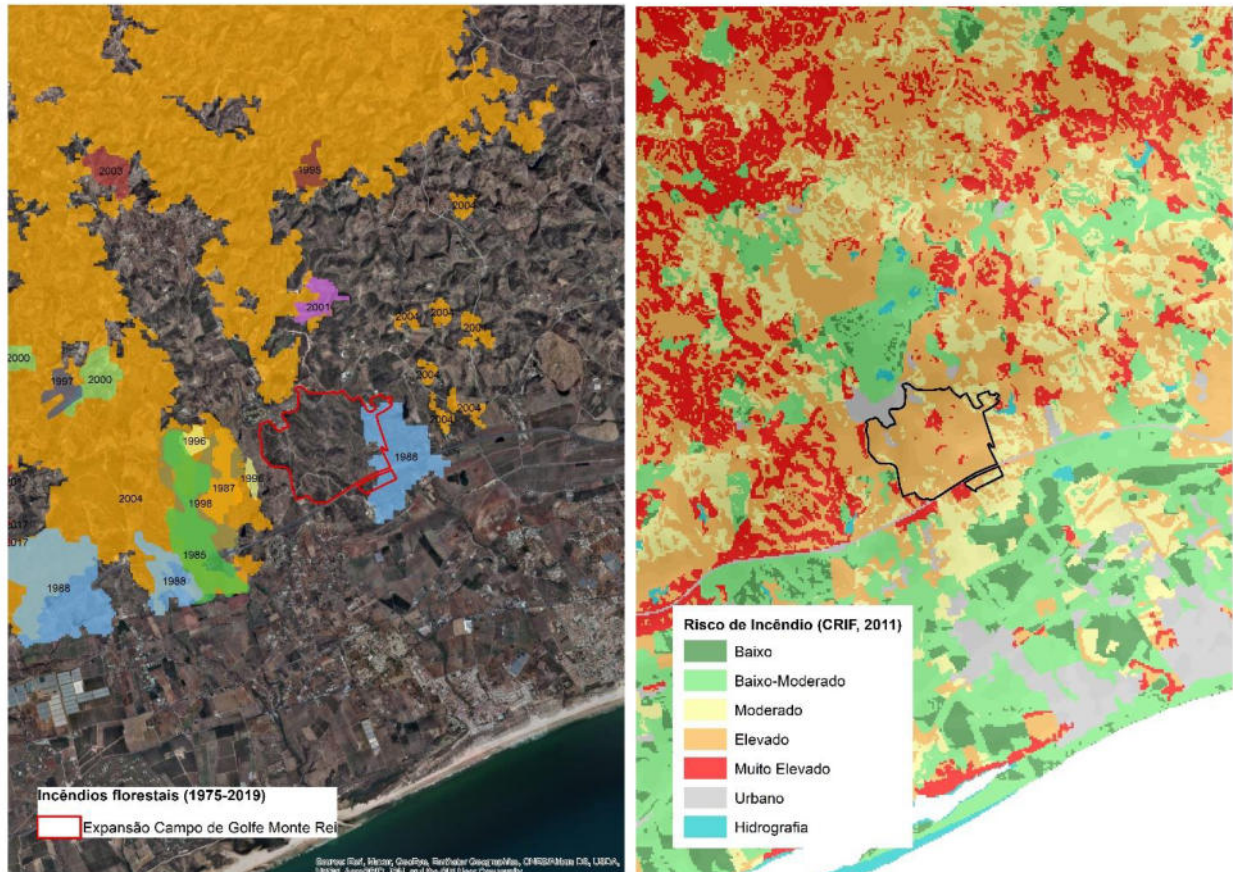 2003
1995
2004
2001
2004
2004
2004
2000
1997
2000
2004
2004
2004
1996
1988
2004
1987
1998
2017
1985
1988
1988
Incêndios florestais (1975-2019)
Expansão Campo de Golfe Monte Rei
Risco de Incêndio (CRIF, 2011)
Baixo
Baixo-Moderado
Moderado
Elevado
Muito Elevado
Urbano
Hidrografia